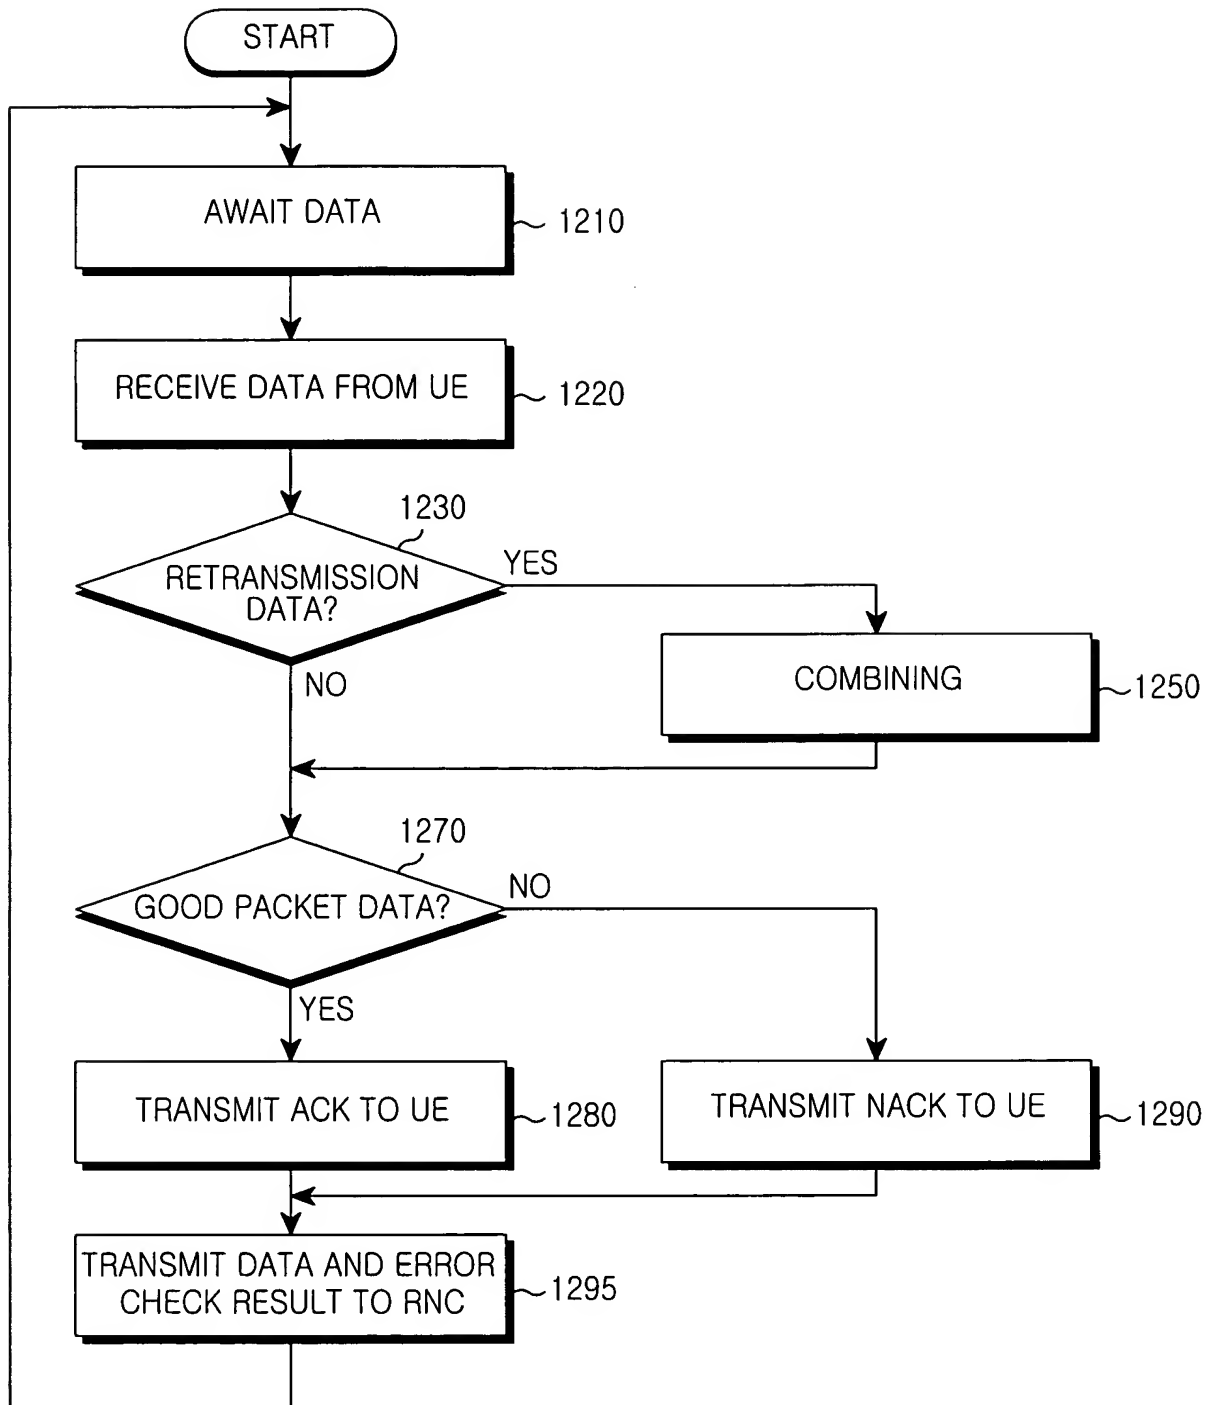 START
AWAIT DATA
1210
RECEIVE DATA FROM UE
1220
1230
RETRANSMISSION
DATA?
YES
NO
COMBINING
1250
1270
GOOD PACKET DATA?
NO
YES
TRANSMIT ACK TO UE
1280
TRANSMIT NACK TO UE
1290
TRANSMIT DATA AND ERROR
CHECK RESULT TO RNC
1295